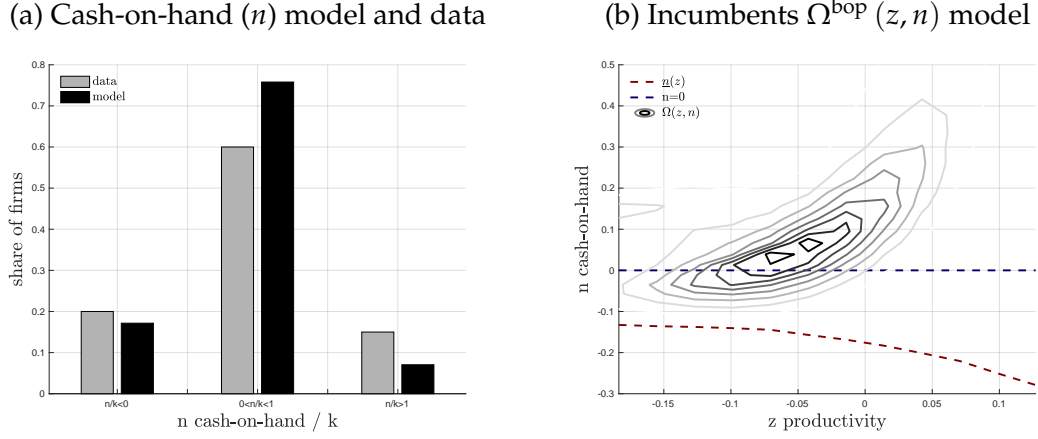 (a) Cash-on-hand (n) model and data
0.8
0.7
0.6
0.5
0.4
0.3
0.2
0.1
0
share of firms
data
model
n/k<0
0<n/k<1
n/k>1
n cash-on-hand / k
(b) Incumbents Ω^bop (z, n) model
0.5
0.4
0.3
0.2
0.1
0
-0.1
-0.2
-0.3
n cash-on-hand
n(z)
n=0
Ω(z, n)
-0.15
-0.1
-0.05
0
0.05
0.1
z productivity